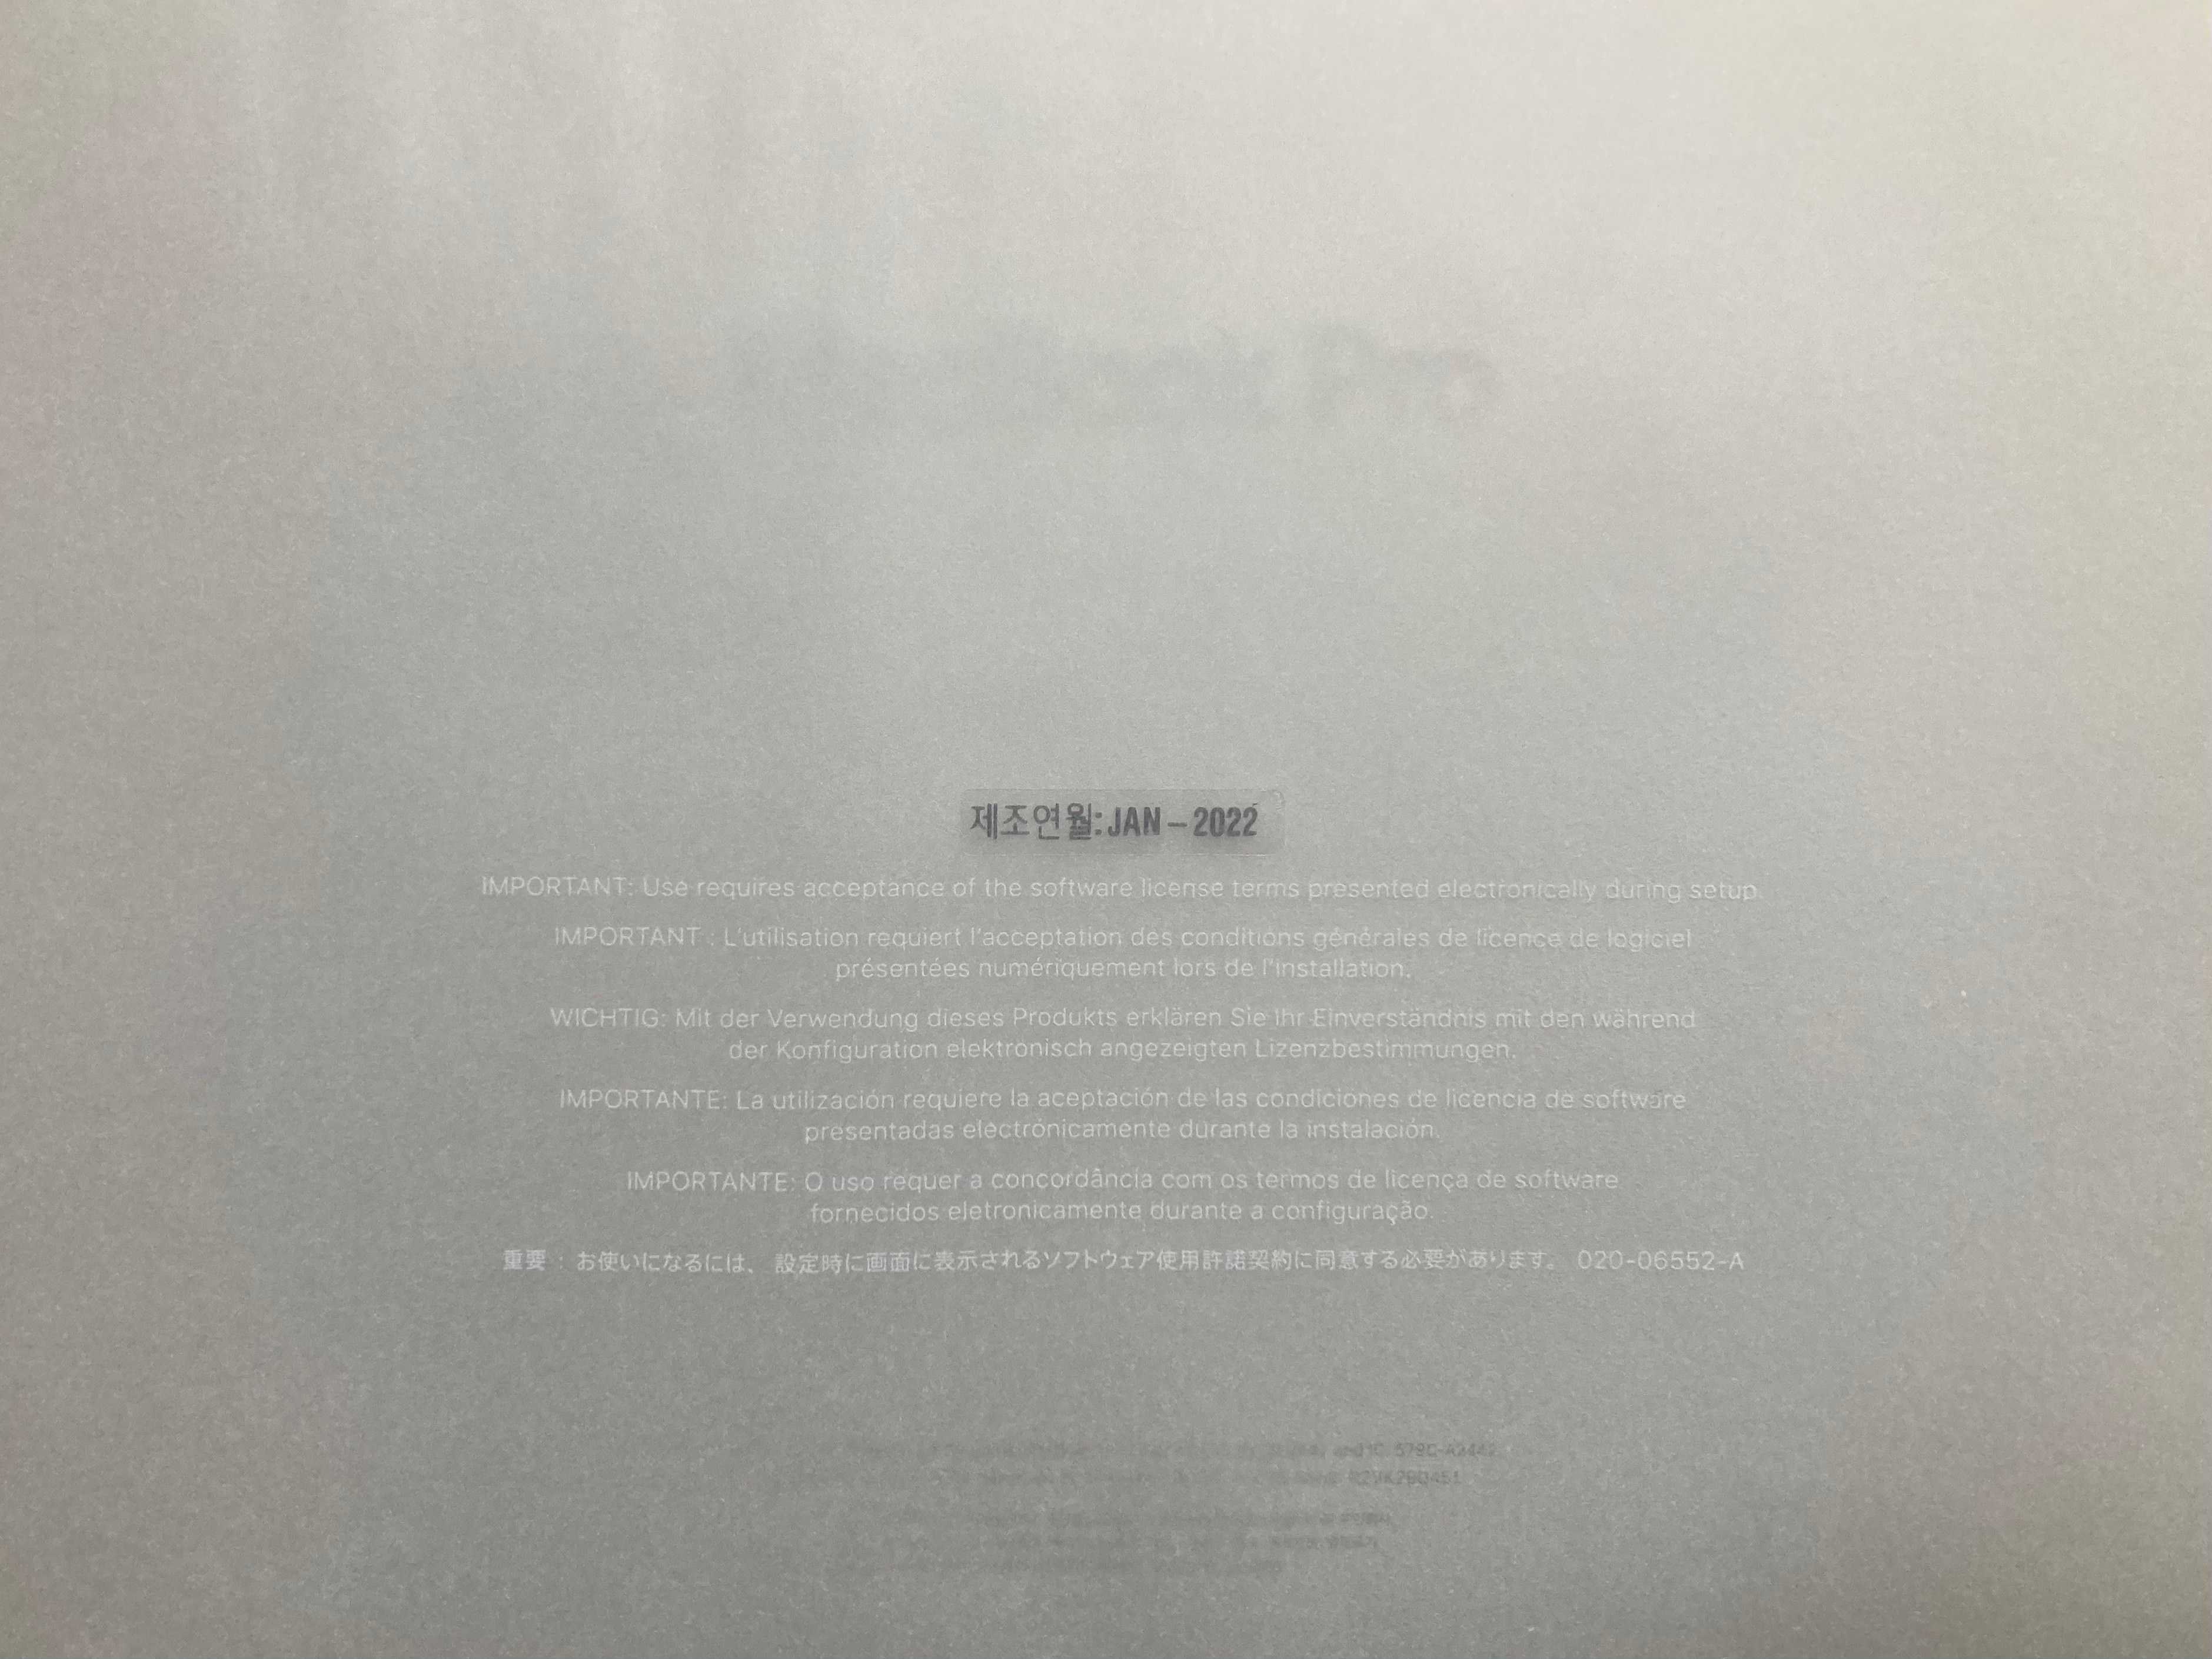 Pro
제조연월: JAN – 2022
IMPORTANT: Use requires acceptance of the software license terms presented electronically during setup.
IMPORTANT : L'utilisation requiert l'acceptation des conditions générales de licence de logiciel
présentées numériquement lors de l'installation.
WICHTIG: Mit der Verwendung dieses Produkts erklären Sie Ihr Einverständnis mit den während
der Konfiguration elektronisch angezeigten Lizenzbestimmungen.
IMPORTANTE: La utilización requiere la aceptación de las condiciones de licencia de software
presentadas electrónicamente durante la instalación.
IMPORTANTE: O uso requer a concordância com os termos de licença de software
fornecidos eletronicamente durante a configuração.
重要 : お使いになるには、 設定時に画面に表示されるソフトウェア使用許諾契約に同意する必要があります。 020-06552-A
IC: 579C-A2442